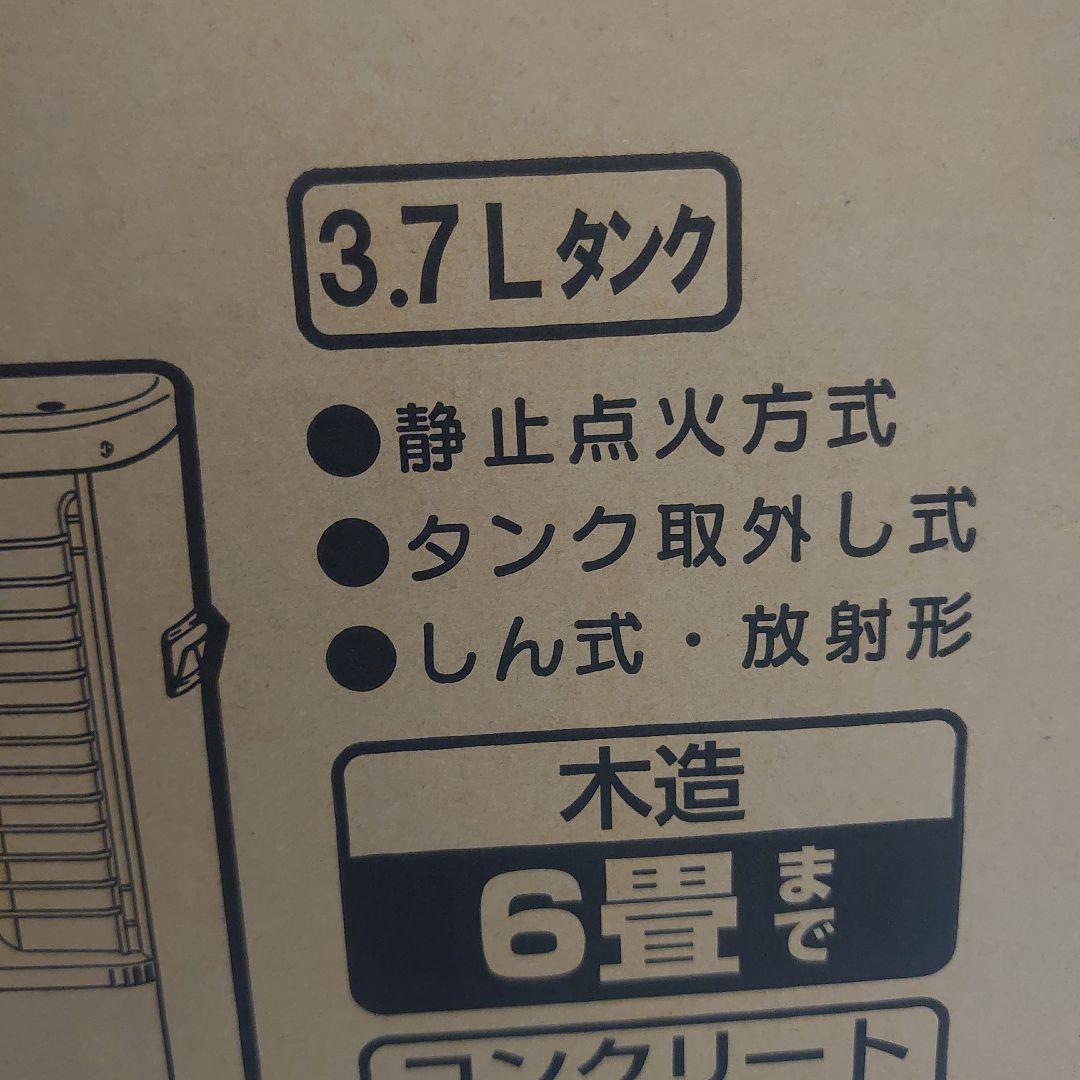 3.7Lタンク
●静止点火方式
●タンク取外し式
●しん式・放射形
木造
6畳まで
コンクリート